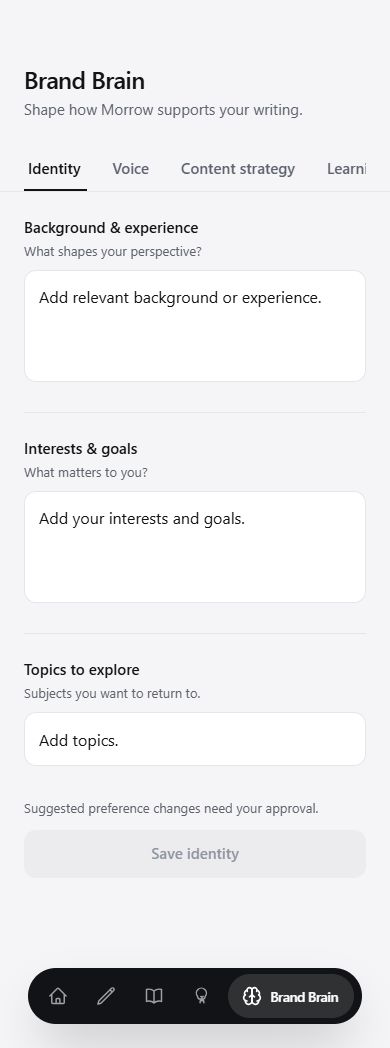 Brand Brain
Shape how Morrow supports your writing.
Identity Voice Content strategy Learni
Background & experience
What shapes your perspective?
Add relevant background or experience.
Interests & goals
What matters to you?
Add your interests and goals.
Topics to explore
Subjects you want to return to.
Add topics.
Suggested preference changes need your approval.
Save identity
Brand Brain